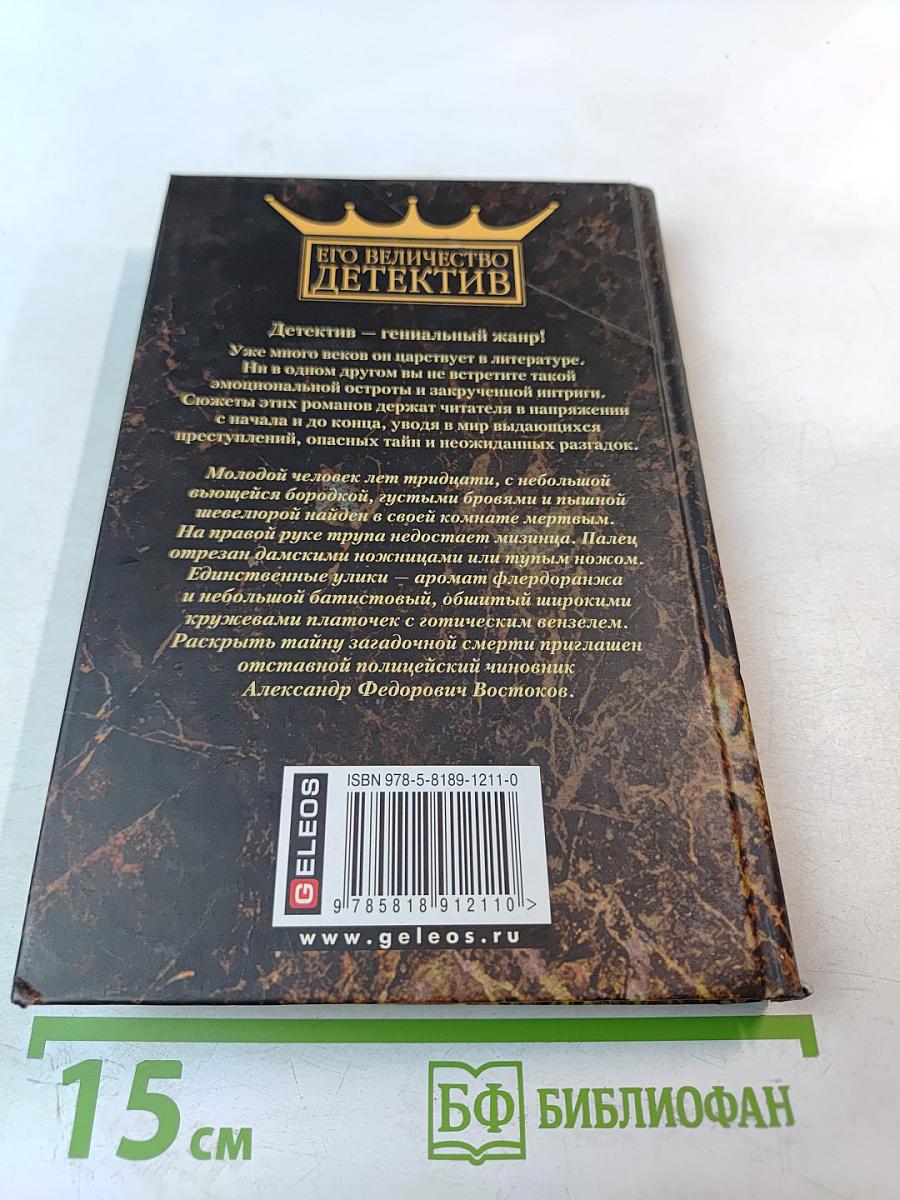 ЕГО ВЕЛИЧЕСТВО
ДЕТЕКТИВ
Детектив — гениальный жанр!
Уже много веков он царствует в литературе.
Ни в одном другом вы не встретите такой
эмоциональной остроты и закрученной интриги.
Сюжеты этих романов держат читателя в напряжении
с начала и до конца, уводя в мир выдающихся
преступлений, опасных тайн и неожиданных разгадок.
Молодой человек лет тридцати, с небольшой
вьющейся бородкой, густыми бровями и пышной
шевелюрой найден в своей комнате мертвым.
На правой руке трупа недостает мизинца. Палец
отрезан дамскими ножницами или тупым ножом.
Единственные улики — аромат флердоранжа
и небольшой батистовый, обшитый широкими
кружевами платочек с готическим вензелем.
Раскрыть тайну загадочной смерти приглашен
отставной полицейский чиновник
Александр Федорович Востоков.
ISBN 978-5-8189-1211-0
GELEOS
9 785818 912110 >
www.geleos.ru
15 см
БФ БИБЛИОФАН